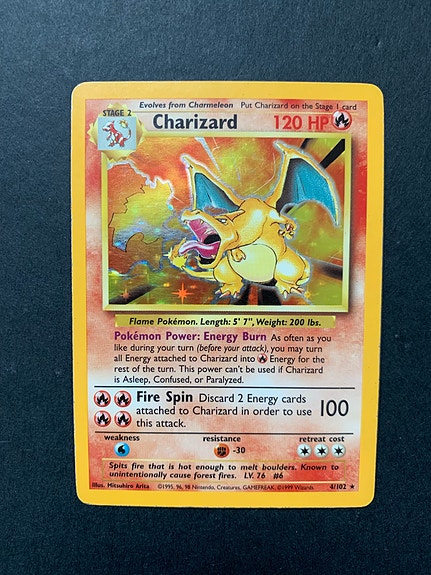 Evolves from Charmeleon Put Charizard on the Stage 1 card
STAGE 2
Charizard 120 HP
Flame Pokémon. Length: 5' 7", Weight: 200 lbs.
Pokémon Power: Energy Burn As often as you
like during your turn (before your attack), you may turn
all Energy attached to Charizard into Energy for the
rest of the turn. This power can't be used if Charizard
is Asleep, Confused, or Paralyzed.
Fire Spin Discard 2 Energy cards
attached to Charizard in order to use
this attack.
100
weakness resistance retreat cost
-30
Spits fire that is hot enough to melt boulders. Known to
unintentionally cause forest fires. LV. 76 #6
Illus. Mitsuhiro Arita ©1995, 96, 98 Nintendo, Creatures, GAMEFREAK. ©1999 Wizards. 4/102 ★